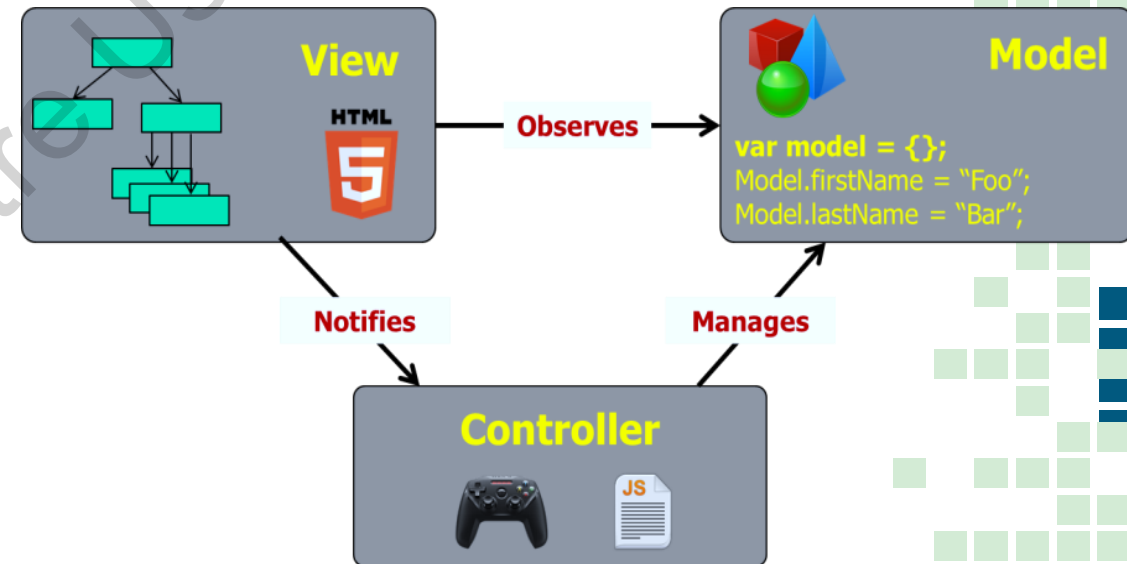 View
HTML
5
Observes
Model
var model = {};
Model.firstName = “Foo”;
Model.lastName = “Bar”;
Notifies
Manages
Controller
JS